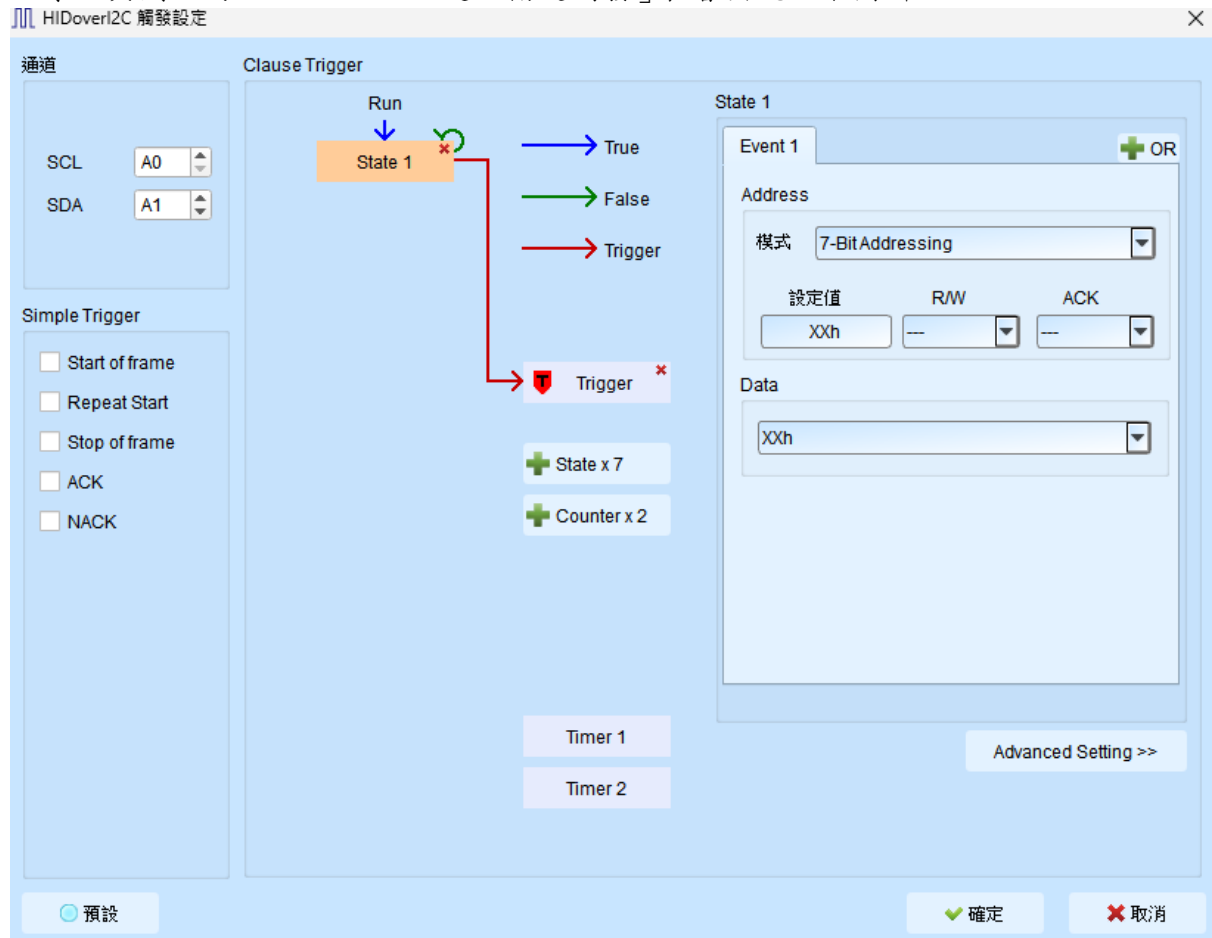 HIDoverI2C 觸發設定
通道
SCL A0
SDA A1
Simple Trigger
Start of frame
Repeat Start
Stop of frame
ACK
NACK
Clause Trigger
Run
State 1
True
False
Trigger
T Trigger
State x 7
Counter x 2
Timer 1
Timer 2
State 1
Event 1
OR
Address
模式 7-Bit Addressing
設定值 R/W ACK
XXh --- ---
Data
XXh
Advanced Setting >>
預設
確定
取消